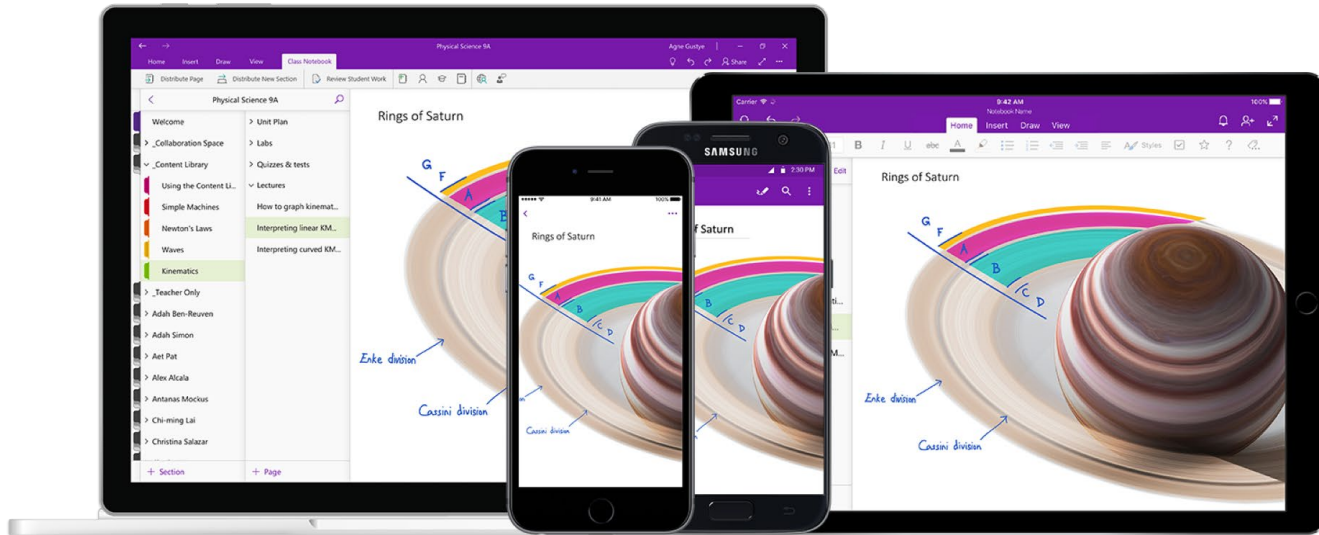 Physical Science 9A
Agne Gustye
Home Insert Draw View Class Notebook
Share
Distribute Page Distribute New Section Review Student Work
Physical Science 9A
Welcome
_Collaboration Space
_Content Library
Using the Content Li...
Simple Machines
Newton's Laws
Waves
Kinematics
_Teacher Only
Adah Ben-Reuven
Adah Simon
Aet Pat
Alex Alcala
Antanas Mockus
Chi-ming Lai
Christina Salazar
+ Section
Unit Plan
Labs
Quizzes & tests
Lectures
How to graph kinemat...
Interpreting linear KM...
Interpreting curved KM...
+ Page
Rings of Saturn
G
F
A
B
Enke division
Cassini division
9:41 AM
100%
Rings of Saturn
G
F
A
B
C
D
Cassini division
SAMSUNG
2:30 PM
f Saturn
B
C
D
Carrier
9:42 AM
100%
Notebook Name
Home Insert Draw View
B I U abc A Styles
Edit
Rings of Saturn
G
F
A
B
C
D
Enke division
Cassini division